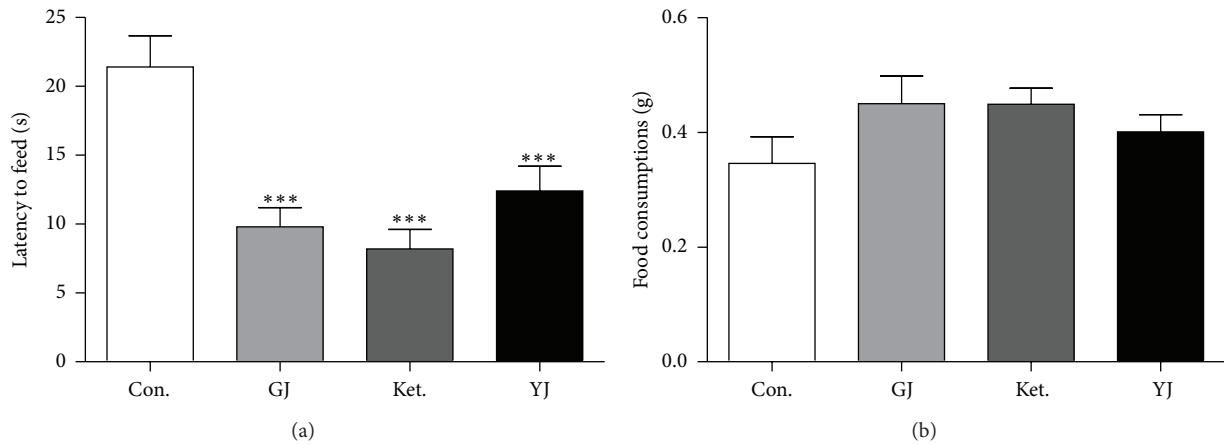 25
20
15
10
5
0
Latency to feed (s)
***
***
***
Con.
GJ
Ket.
YJ
(a)
0.6
0.4
0.2
0.0
Food consumptions (g)
Con.
GJ
Ket.
YJ
(b)